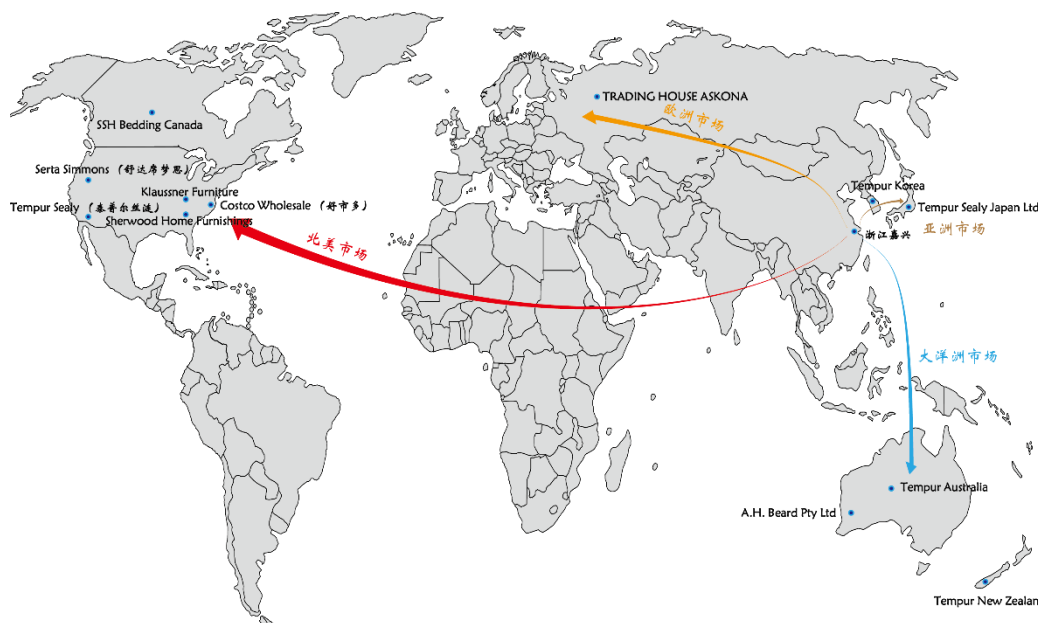 TRADING HOUSE ASKONA
欧洲市场
SSH Bedding Canada
Serta Simmons （舒达席梦思）
Klaussner Furniture
Tempur Sealy （泰普尔丝涟）
Costco Wholesale （好市多）
Sherwood Home Furnishings
Tempur Korea
Tempur Sealy Japan Ltd
亚洲市场
浙江嘉兴
北美市场
大洋洲市场
Tempur Australia
A.H. Beard Pty Ltd
Tempur New Zealan